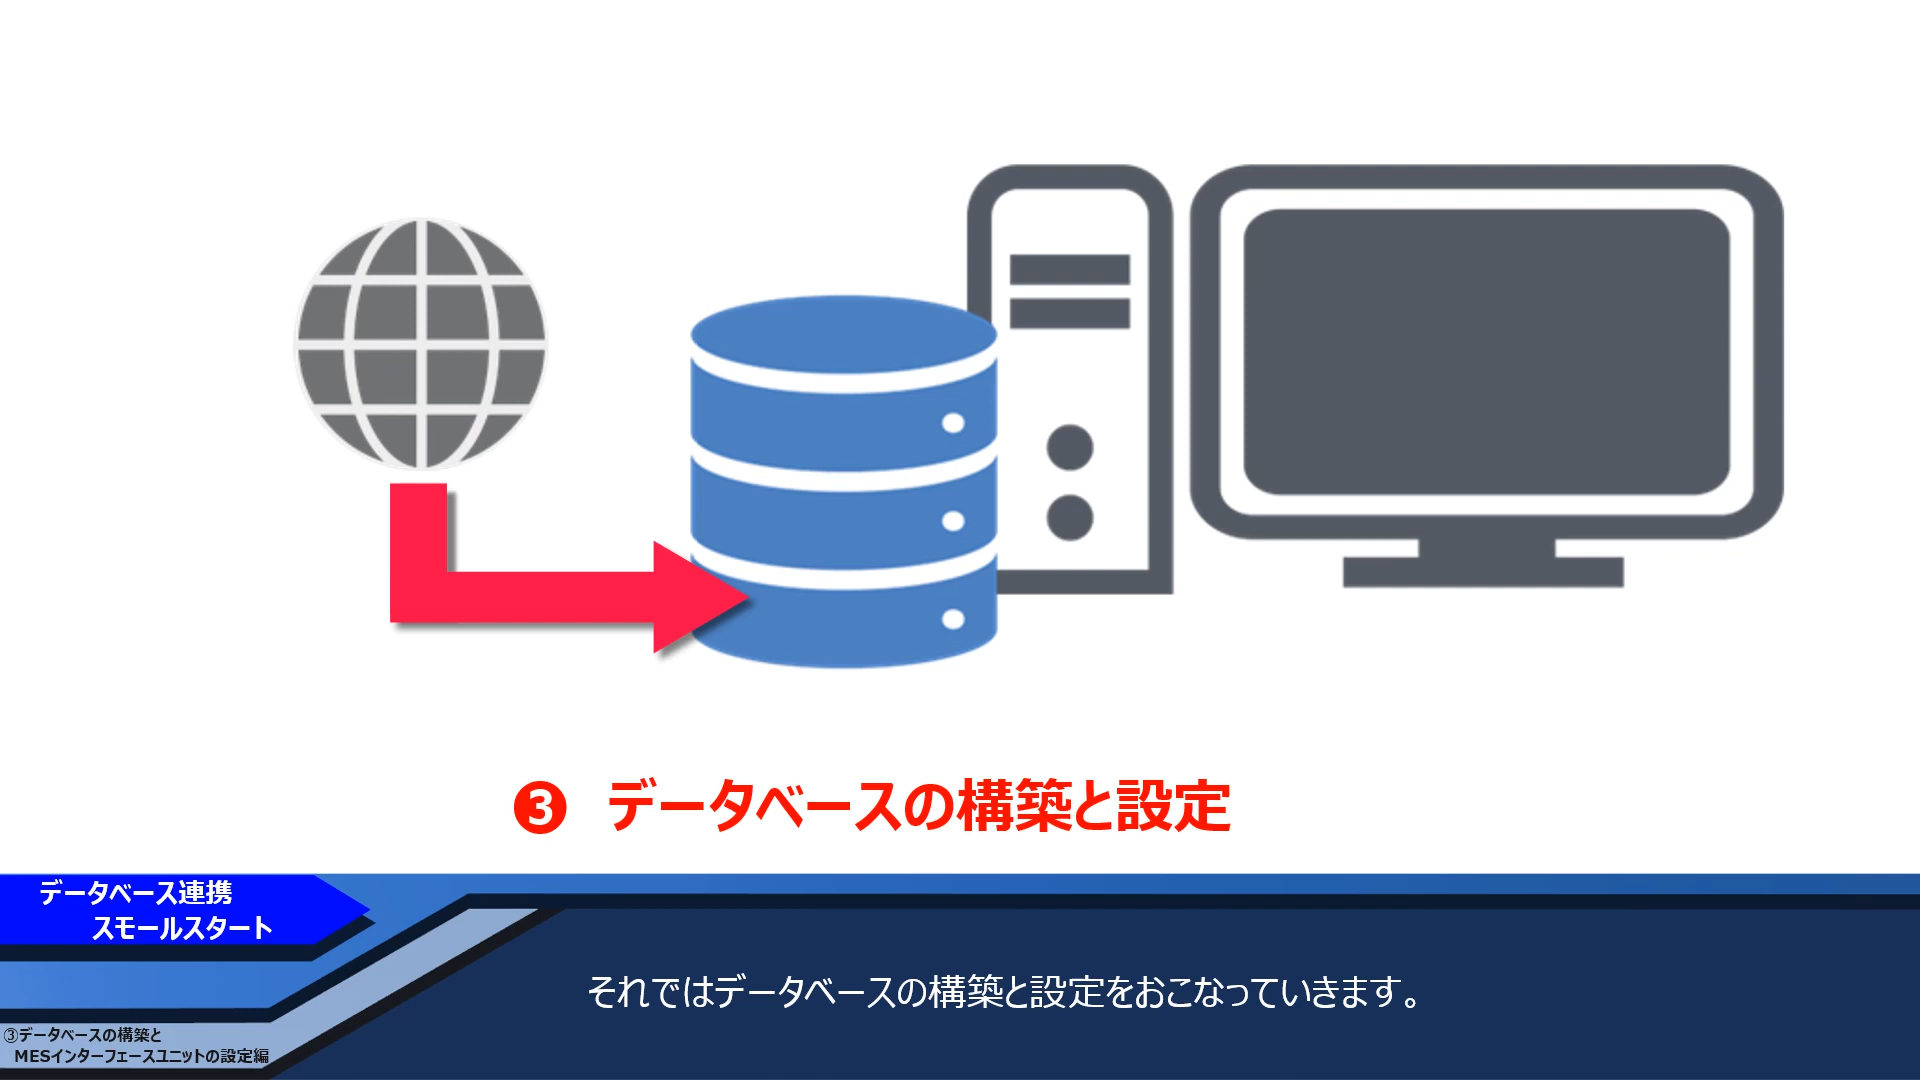 ❸ データベースの構築と設定
データベース連携
スモールスタート
それではデータベースの構築と設定をおこなっていきます。
③データベースの構築と
MESインターフェースユニットの設定編